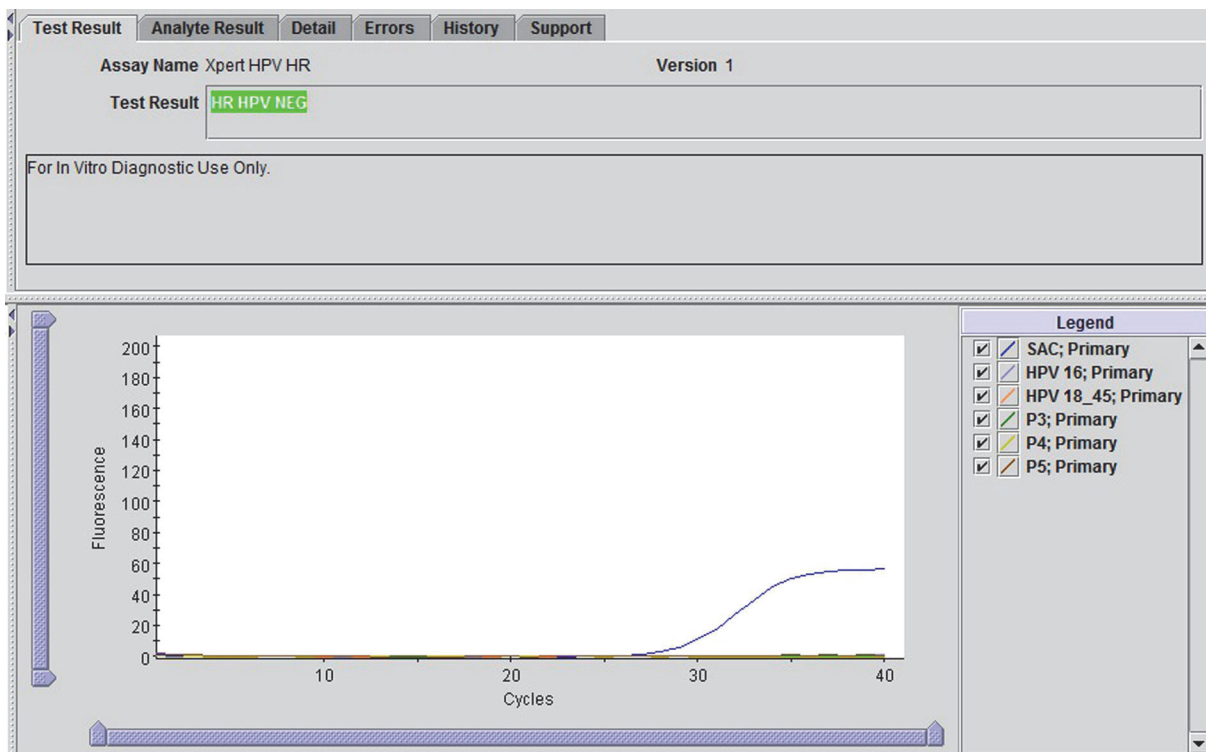 Test Result Analyte Result Detail Errors History Support
Assay Name Xpert HPV HR Version 1
Test Result HR HPV NEG
For In Vitro Diagnostic Use Only.
Legend
SAC; Primary
HPV 16; Primary
HPV 18_45; Primary
P3; Primary
P4; Primary
P5; Primary
Fluorescence
200
180
160
140
120
100
80
60
40
20
0
10 20 30 40
Cycles